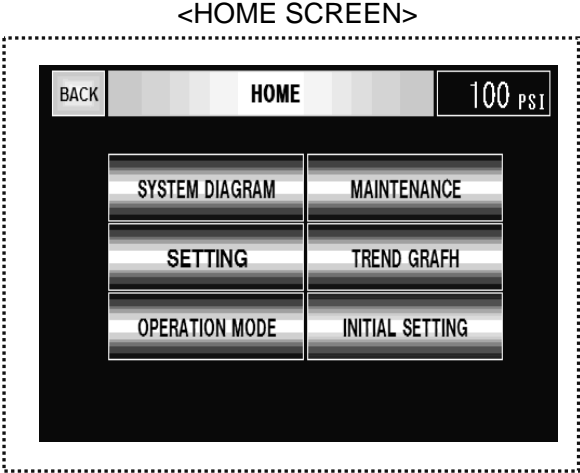 <HOME SCREEN>
BACK HOME 100 PSI
SYSTEM DIAGRAM MAINTENANCE
SETTING TREND GRAFH
OPERATION MODE INITIAL SETTING